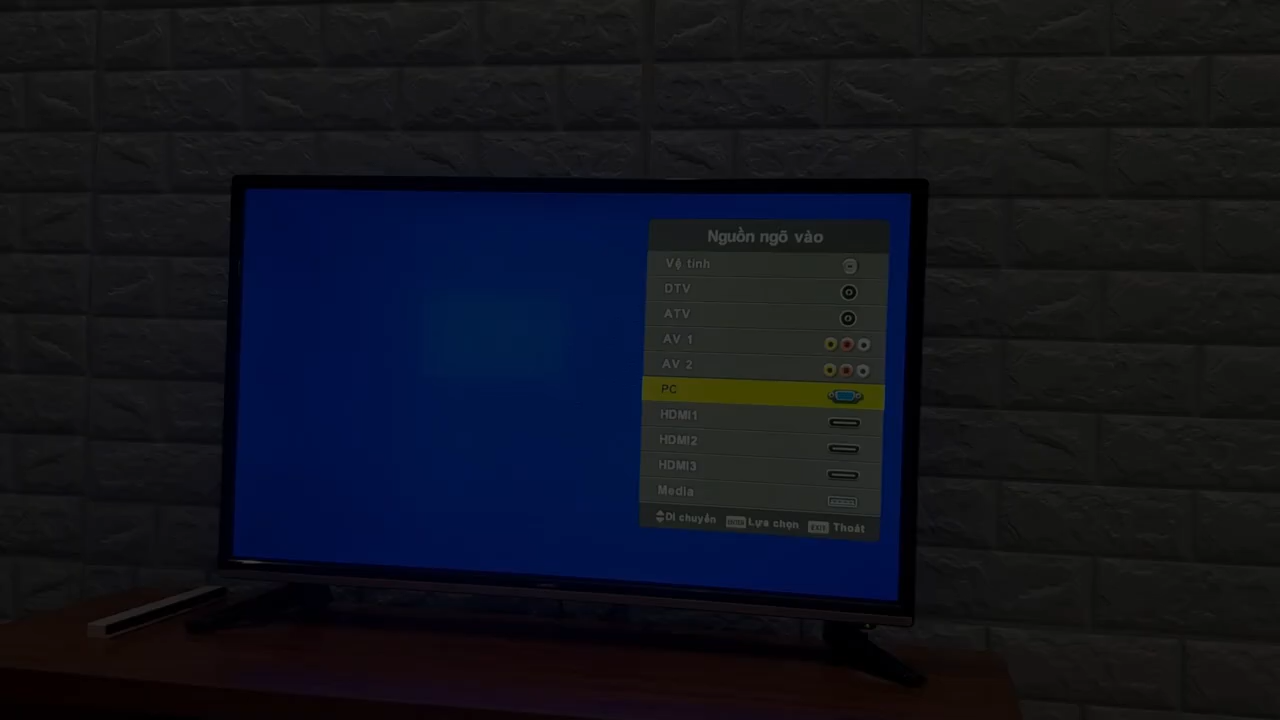 Nguồn ngõ vào
Vệ tinh
DTV
ATV
AV 1
AV 2
PC
HDMI1
HDMI2
HDMI3
Media
Di chuyển ENTER Lựa chọn EXIT Thoát